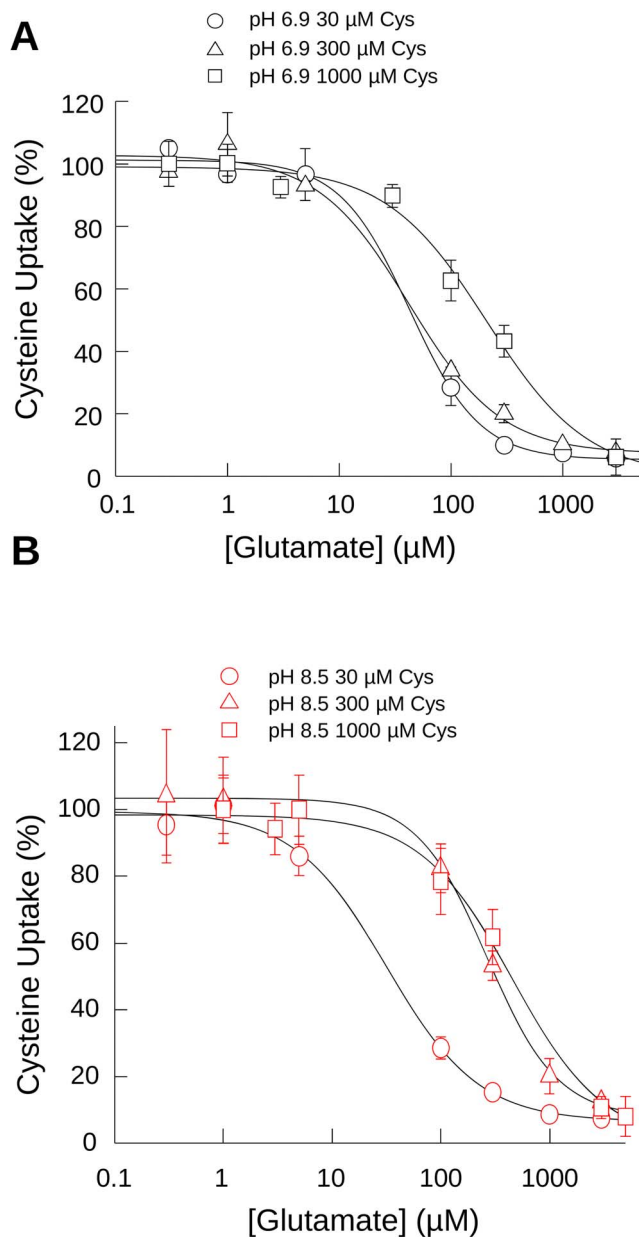 A
pH 6.9 30 µM Cys
pH 6.9 300 µM Cys
pH 6.9 1000 µM Cys
120
100
80
60
40
20
0
Cysteine Uptake (%)
0.1 1 10 100 1000
[Glutamate] (µM)
B
pH 8.5 30 µM Cys
pH 8.5 300 µM Cys
pH 8.5 1000 µM Cys
120
100
80
60
40
20
0
Cysteine Uptake (%)
0.1 1 10 100 1000
[Glutamate] (µM)